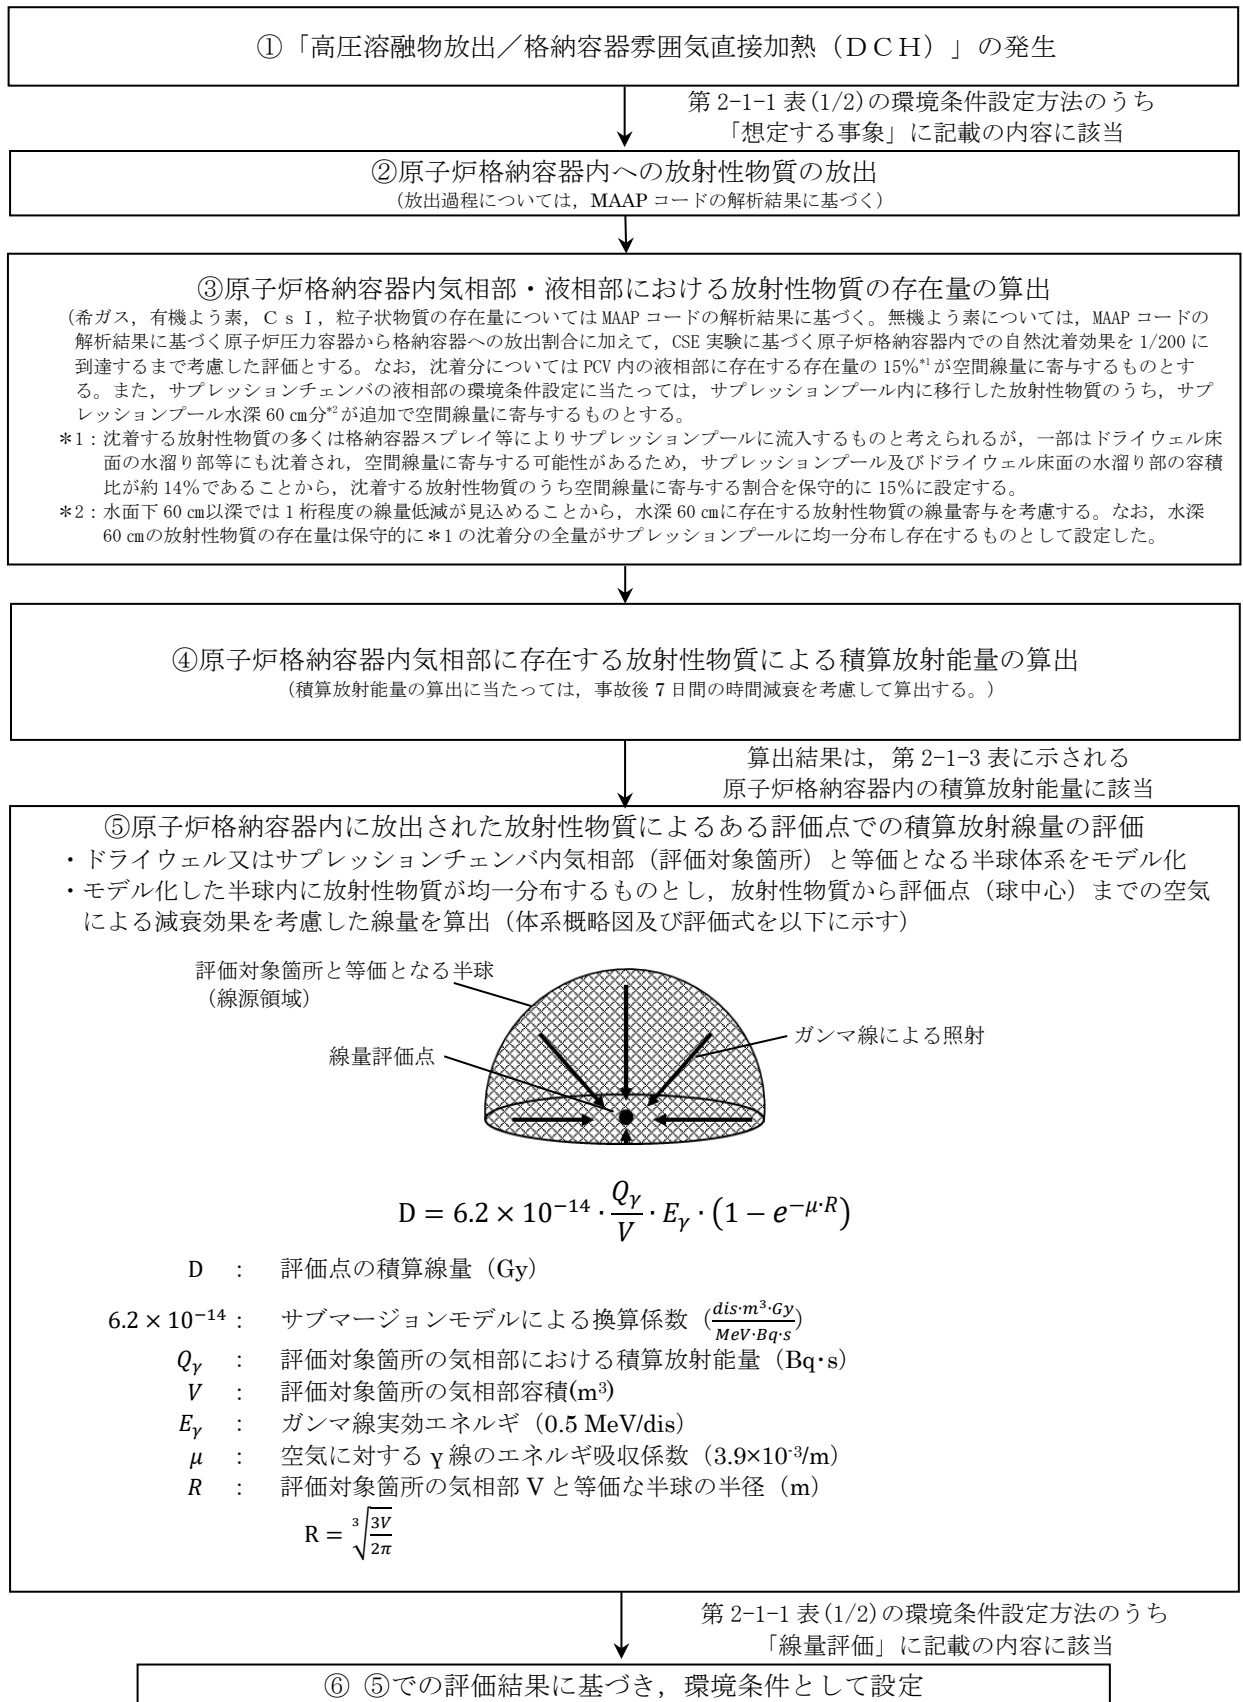 ①「高圧溶融物放出／格納容器雰囲気直接加熱（ＤＣＨ）」の発生
第 2-1-1 表(1/2)の環境条件設定方法のうち
「想定する事象」に記載の内容に該当
②原子炉格納容器内への放射性物質の放出
（放出過程については，MAAP コードの解析結果に基づく）
③原子炉格納容器内気相部・液相部における放射性物質の存在量の算出
（希ガス，有機よう素，ＣｓＩ，粒子状物質の存在量については MAAP コードの解析結果に基づく。無機よう素については，MAAP コードの
解析結果に基づく原子炉圧力容器から格納容器への放出割合に加えて，CSE 実験に基づく原子炉格納容器内での自然沈着効果を 1/200 に
到達するまで考慮した評価とする。なお，沈着分については PCV 内の液相部に存在する存在量の 15%*1 が空間線量に寄与するものとす
る。また，サプレッションチェンバの液相部の環境条件設定に当たっては，サプレッションプール内に移行した放射性物質のうち，サプ
レッションプール水深 60 ㎝分*2 が追加で空間線量に寄与するものとする。
＊1：沈着する放射性物質の多くは格納容器スプレイ等によりサプレッションプールに流入するものと考えられるが，一部はドライウェル床
面の水溜り部等にも沈着され，空間線量に寄与する可能性があるため，サプレッションプール及びドライウェル床面の水溜り部の容積
比が約 14%であることから，沈着する放射性物質のうち空間線量に寄与する割合を保守的に 15%に設定する。
＊2：水面下 60 ㎝以深では 1 桁程度の線量低減が見込めることから，水深 60 ㎝に存在する放射性物質の線量寄与を考慮する。なお，水深
60 ㎝の放射性物質の存在量は保守的に＊1 の沈着分の全量がサプレッションプールに均一分布し存在するものとして設定した。
④原子炉格納容器内気相部に存在する放射性物質による積算放射能量の算出
（積算放射能量の算出に当たっては，事故後 7 日間の時間減衰を考慮して算出する。）
算出結果は，第 2-1-3 表に示される
原子炉格納容器内の積算放射能量に該当
⑤原子炉格納容器内に放出された放射性物質によるある評価点での積算放射線量の評価
・ドライウェル又はサプレッションチェンバ内気相部（評価対象箇所）と等価となる半球体系をモデル化
・モデル化した半球内に放射性物質が均一分布するものとし，放射性物質から評価点（球中心）までの空気
による減衰効果を考慮した線量を算出（体系概略図及び評価式を以下に示す）
評価対象箇所と等価となる半球
（線源領域）
線量評価点
ガンマ線による照射
D = 6.2 × 10⁻¹⁴ · Qγ/V · Eγ · (1 − e^(−μ·R))
D ： 評価点の積算線量（Gy）
6.2 × 10⁻¹⁴： サブマージョンモデルによる換算係数（dis·m³·Gy/MeV·Bq·s）
Qγ ： 評価対象箇所の気相部における積算放射能量（Bq･s）
V ： 評価対象箇所の気相部容積(m³)
Eγ ： ガンマ線実効エネルギ（0.5 MeV/dis）
μ ： 空気に対するγ線のエネルギ吸収係数（3.9×10⁻³/m）
R ： 評価対象箇所の気相部 V と等価な半球の半径（m）
R = ∛(3V/2π)
第 2-1-1 表(1/2)の環境条件設定方法のうち
「線量評価」に記載の内容に該当
⑥ ⑤での評価結果に基づき，環境条件として設定